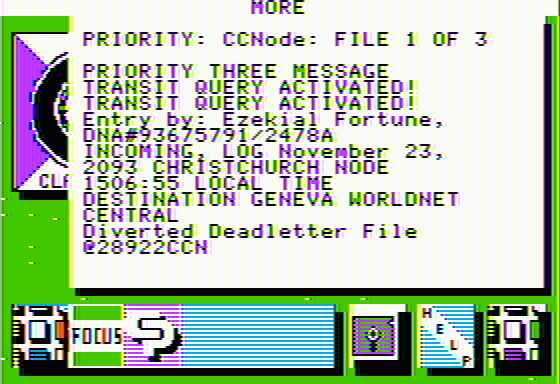 MORE
PRIORITY: CCNode: FILE 1 OF 3
PRIORITY THREE MESSAGE
TRANSIT QUERY ACTIVATED!
TRANSIT QUERY ACTIVATED!
Entry by: Ezekial Fortune,
DNA#93675791/2478A
INCOMING, LOG November 23,
2093 CHRISTCHURCH NODE
1506:55 LOCAL TIME
DESTINATION GENEVA WORLDNET
CENTRAL
Diverted Deadletter File
@28922CCN
CLA
FOCUS
HELP